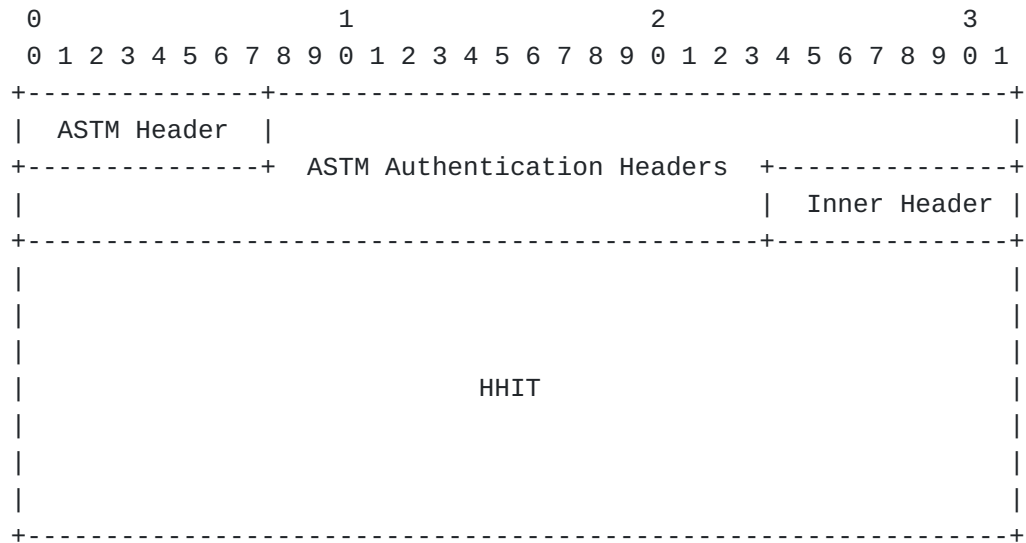 0 1 2 3
0 1 2 3 4 5 6 7 8 9 0 1 2 3 4 5 6 7 8 9 0 1 2 3 4 5 6 7 8 9 0 1
+---------------+-----------------------------------------------+
| ASTM Header | |
+---------------+ ASTM Authentication Headers +---------------+
| | Inner Header |
+-----------------------------------------------+---------------+
| |
| |
| |
| HHIT |
| |
| |
| |
+---------------------------------------------------------------+